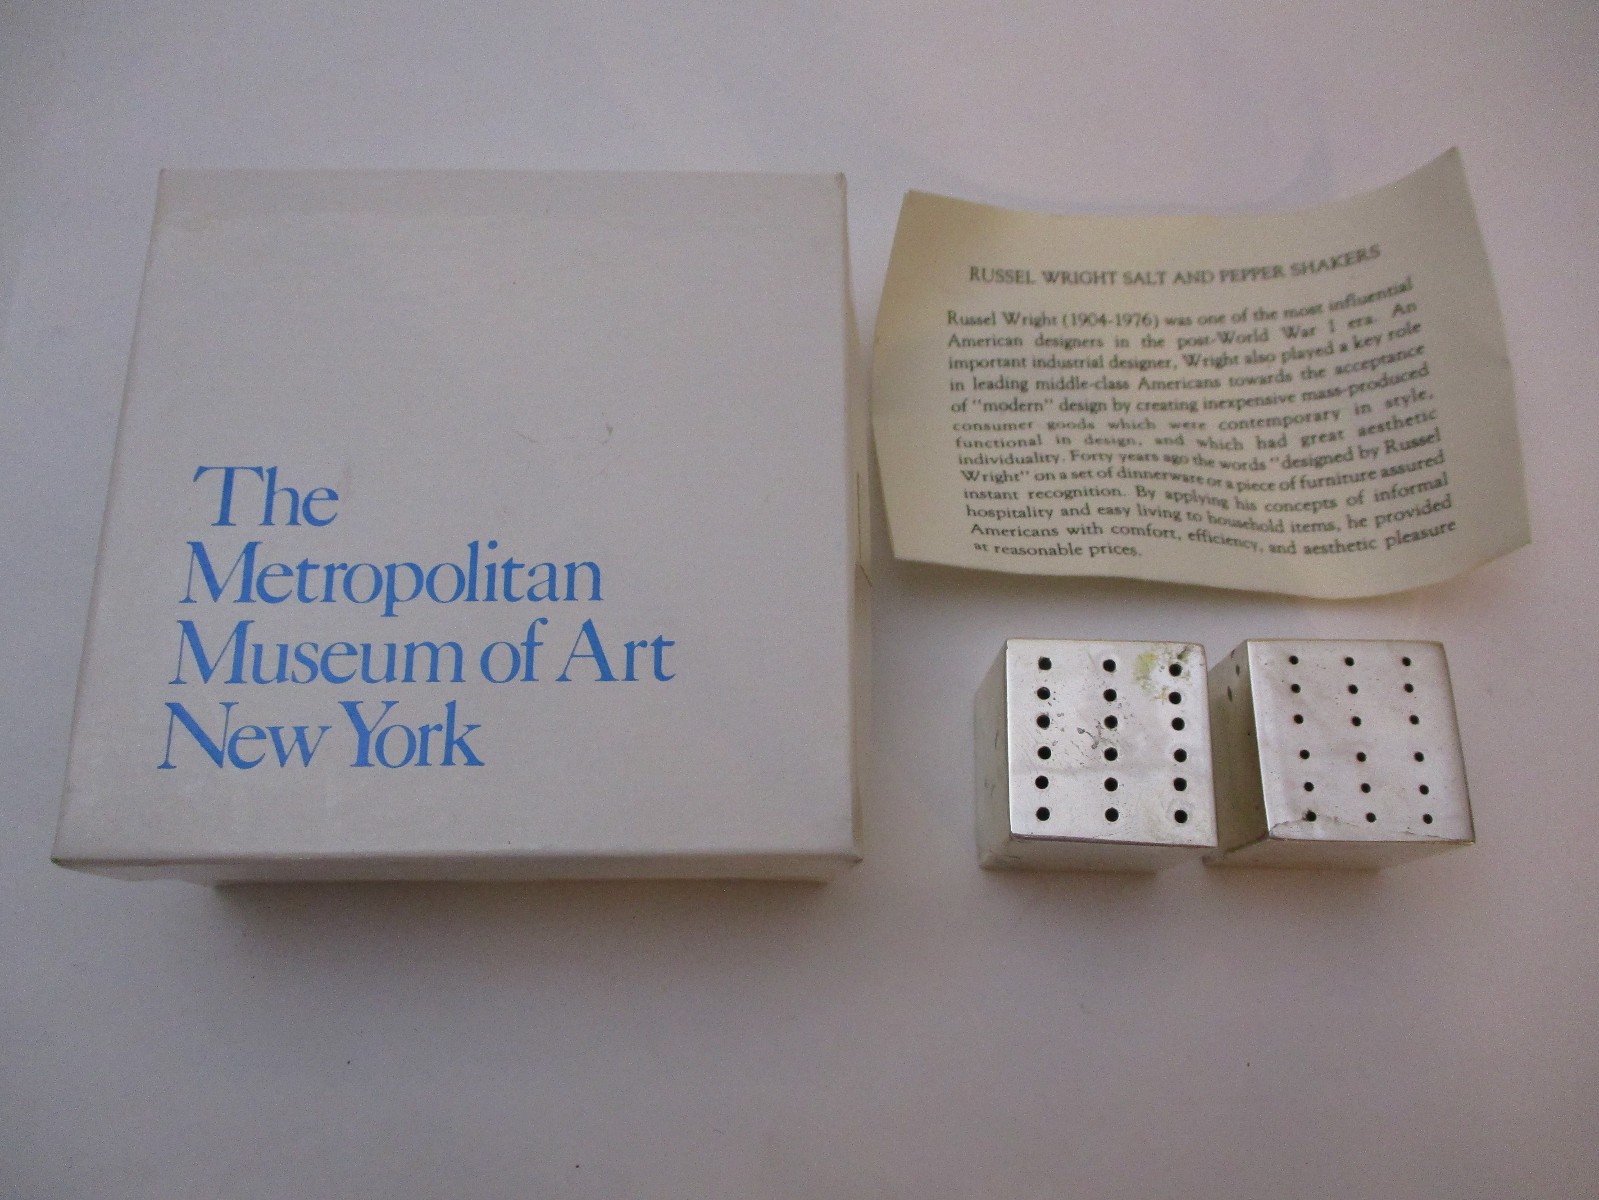 The
Metropolitan
Museum of Art
New York
RUSSEL WRIGHT SALT AND PEPPER SHAKERS
Russel Wright (1904-1976) was one of the most influential
American designers in the post-World War I era. An
important industrial designer, Wright also played a key role
in leading middle-class Americans towards the acceptance
of "modern" design by creating inexpensive mass-produced
consumer goods which were contemporary in style,
functional in design, and which had great aesthetic
individuality. Forty years ago the words "designed by Russel
Wright" on a set of dinnerware or a piece of furniture assured
instant recognition. By applying his concepts of informal
hospitality and easy living to household items, he provided
Americans with comfort, efficiency, and aesthetic pleasure
at reasonable prices.